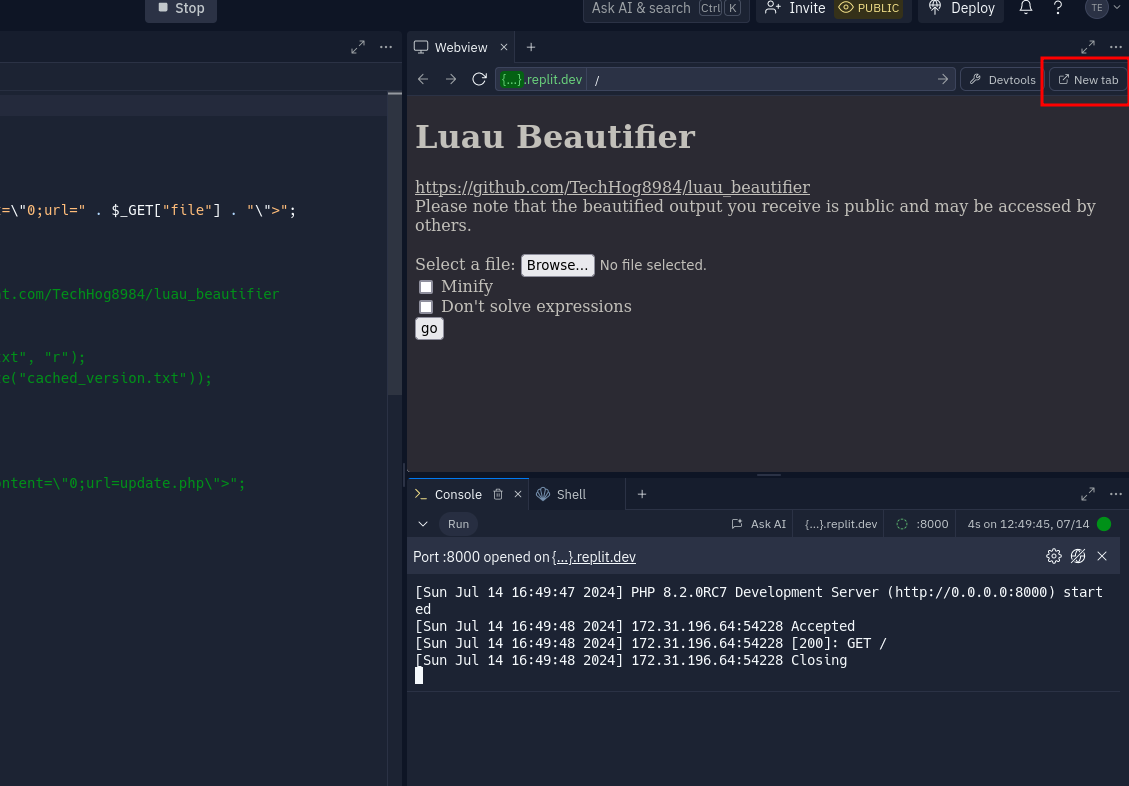 Stop
Ask AI & search Ctrl K
Invite
PUBLIC
Deploy
TE
Webview
{...}.replit.dev /
Devtools
New tab
=\"0;url=" . $_GET["file"] . "\">";
t.com/TechHog8984/luau_beautifier
xt", "r");
e("cached_version.txt"));
ntent=\"0;url=update.php\">";
Luau Beautifier
https://github.com/TechHog8984/luau_beautifier
Please note that the beautified output you receive is public and may be accessed by
others.
Select a file: Browse... No file selected.
Minify
Don't solve expressions
go
Console
Shell
Run
Ask AI
{...}.replit.dev
:8000
4s on 12:49:45, 07/14
Port :8000 opened on {...}.replit.dev
[Sun Jul 14 16:49:47 2024] PHP 8.2.0RC7 Development Server (http://0.0.0.0:8000) start
ed
[Sun Jul 14 16:49:48 2024] 172.31.196.64:54228 Accepted
[Sun Jul 14 16:49:48 2024] 172.31.196.64:54228 [200]: GET /
[Sun Jul 14 16:49:48 2024] 172.31.196.64:54228 Closing